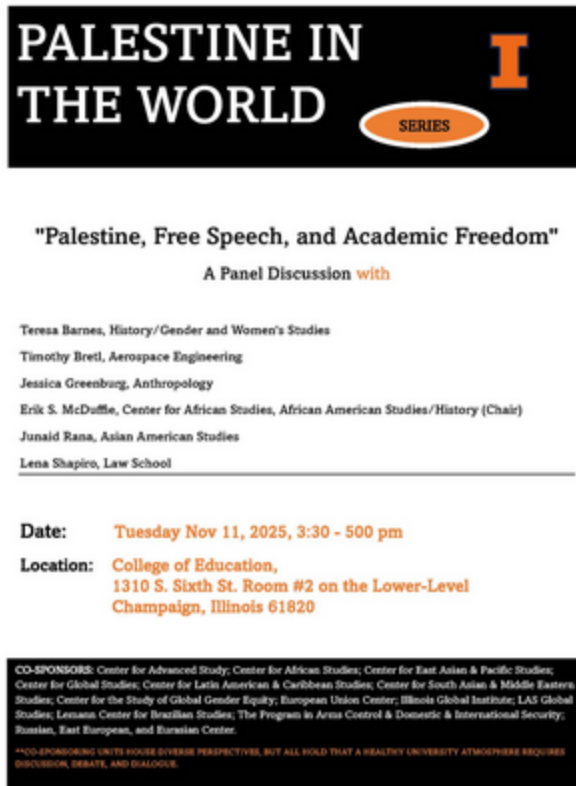 PALESTINE IN
THE WORLD
I
SERIES
"Palestine, Free Speech, and Academic Freedom"
A Panel Discussion with
Teresa Barnes, History/Gender and Women's Studies
Timothy Bretl, Aerospace Engineering
Jessica Greenburg, Anthropology
Erik S. McDuffie, Center for African Studies, African American Studies/History (Chair)
Junaid Rana, Asian American Studies
Lena Shapiro, Law School
Date: Tuesday Nov 11, 2025, 3:30 - 500 pm
Location: College of Education,
1310 S. Sixth St. Room #2 on the Lower-Level
Champaign, Illinois 61820
CO-SPONSORS: Center for Advanced Study; Center for African Studies; Center for East Asian & Pacific Studies;
Center for Global Studies; Center for Latin American & Caribbean Studies; Center for South Asian & Middle Eastern
Studies; Center for the Study of Global Gender Equity; European Union Center; Illinois Global Institute; LAS Global
Studies; Lemann Center for Brazilian Studies; The Program in Arms Control & Domestic & International Security;
Russian, East European, and Eurasian Center.
**CO-SPONSORING UNITS HOUSE DIVERSE PERSPECTIVES, BUT ALL HOLD THAT A HEALTHY UNIVERSITY ATMOSPHERE REQUIRES
DISCUSSION, DEBATE, AND DIALOGUE.